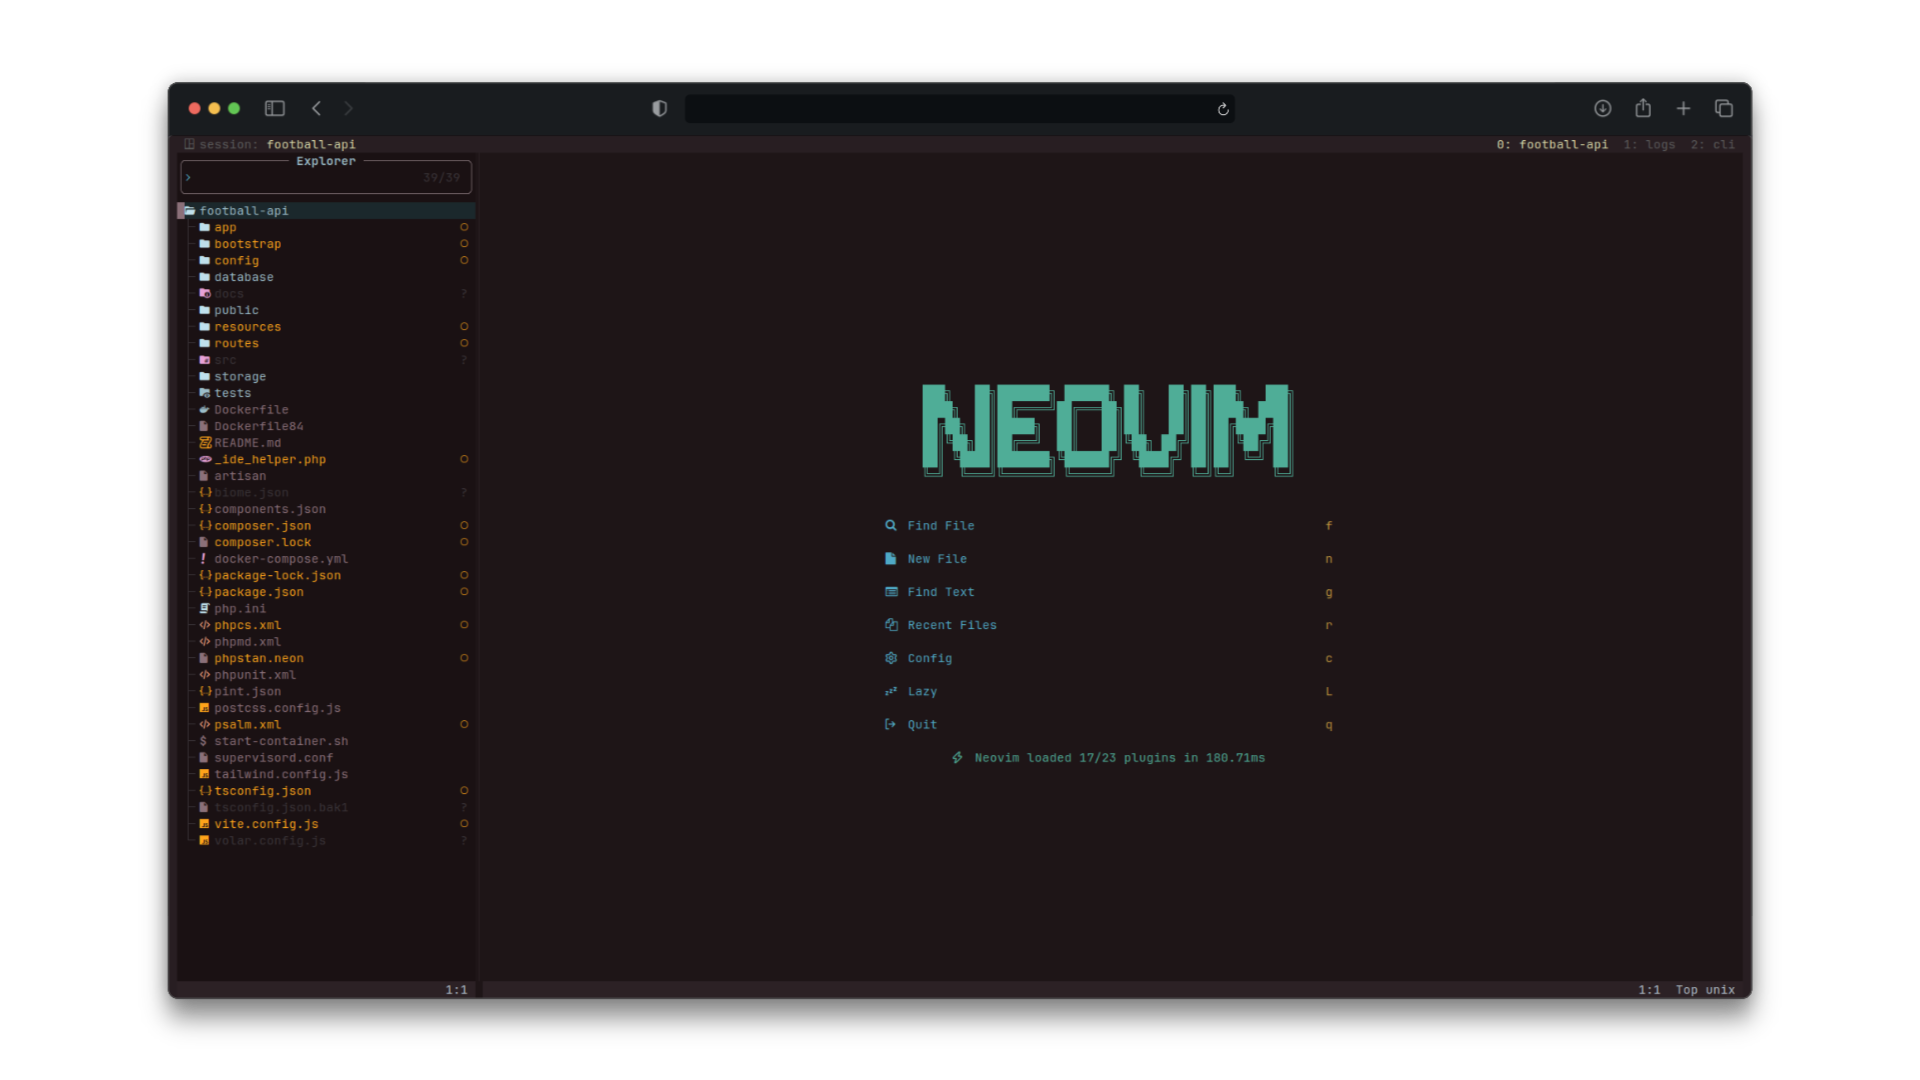 session: football-api
0: football-api 1: logs 2: cli
Explorer
› 39/39
football-api
app
bootstrap
config
database
docs ?
public
resources
routes
src ?
storage
tests
Dockerfile
Dockerfile84
README.md
_ide_helper.php
artisan
{..} biome.json ?
{..} components.json
{..} composer.json
composer.lock
! docker-compose.yml
{..} package-lock.json
{..} package.json
php.ini
</> phpcs.xml
</> phpmd.xml
phpstan.neon
</> phpunit.xml
{..} pint.json
postcss.config.js
</> psalm.xml
$ start-container.sh
supervisord.conf
tailwind.config.js
{..} tsconfig.json
tsconfig.json.bak1 ?
vite.config.js
volar.config.js ?
1:1
NEOVIM
Find File f
New File n
Find Text g
Recent Files r
Config c
Lazy L
Quit q
Neovim loaded 17/23 plugins in 180.71ms
1:1 Top unix